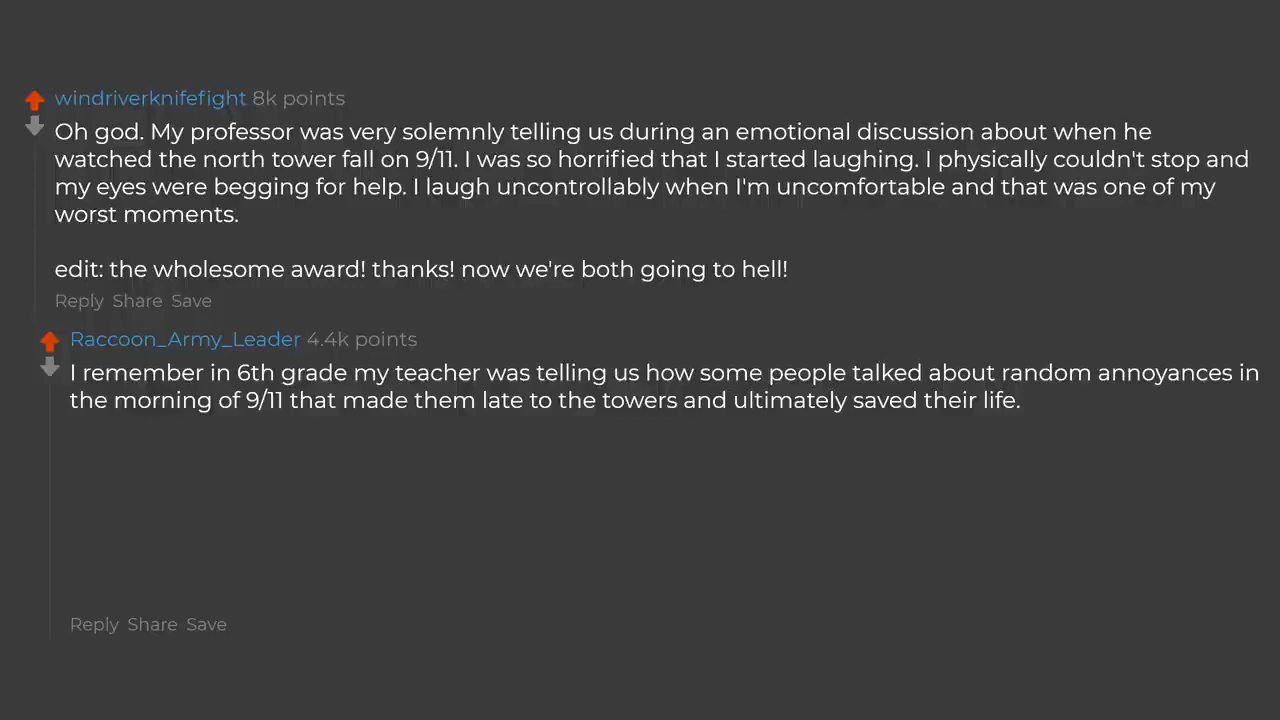 windriverknifefight 8k points
Oh god. My professor was very solemnly telling us during an emotional discussion about when he
watched the north tower fall on 9/11. I was so horrified that I started laughing. I physically couldn't stop and
my eyes were begging for help. I laugh uncontrollably when I'm uncomfortable and that was one of my
worst moments.
edit: the wholesome award! thanks! now we're both going to hell!
Reply Share Save
Raccoon_Army_Leader 4.4k points
I remember in 6th grade my teacher was telling us how some people talked about random annoyances in
the morning of 9/11 that made them late to the towers and ultimately saved their life.
Reply Share Save